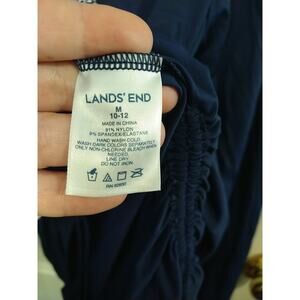 LANDS' END
M
10-12
MADE IN CHINA
91% NYLON
9% SPANDEX/ELASTANE
HAND WASH COLD.
WASH DARK COLORS SEPARATELY
ONLY NON-CHLORINE BLEACH WHEN
NEEDED.
LINE DRY.
DO NOT IRON.